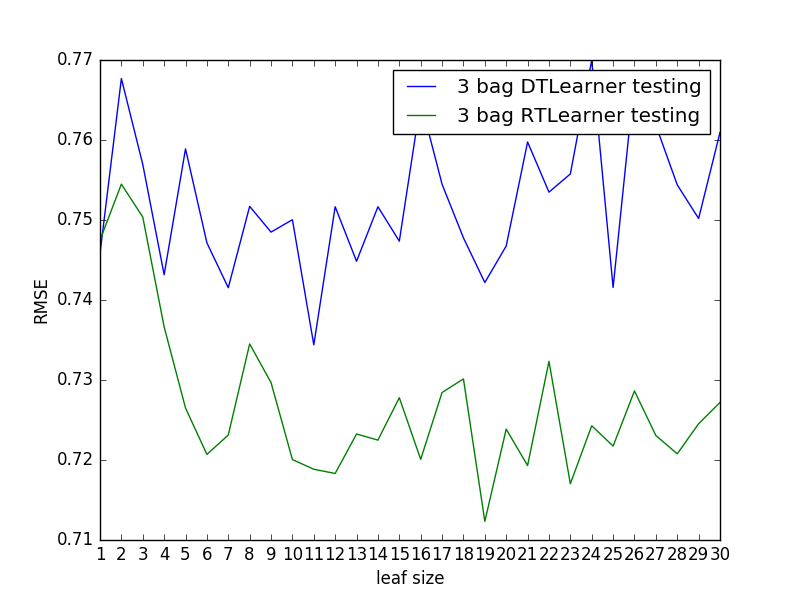 0.77
3 bag DTLearner testing
3 bag RTLearner testing
0.76
0.75
0.74
RMSE
0.73
0.72
0.71
1 2 3 4 5 6 7 8 9 10 11 12 13 14 15 16 17 18 19 20 21 22 23 24 25 26 27 28 29 30
leaf size